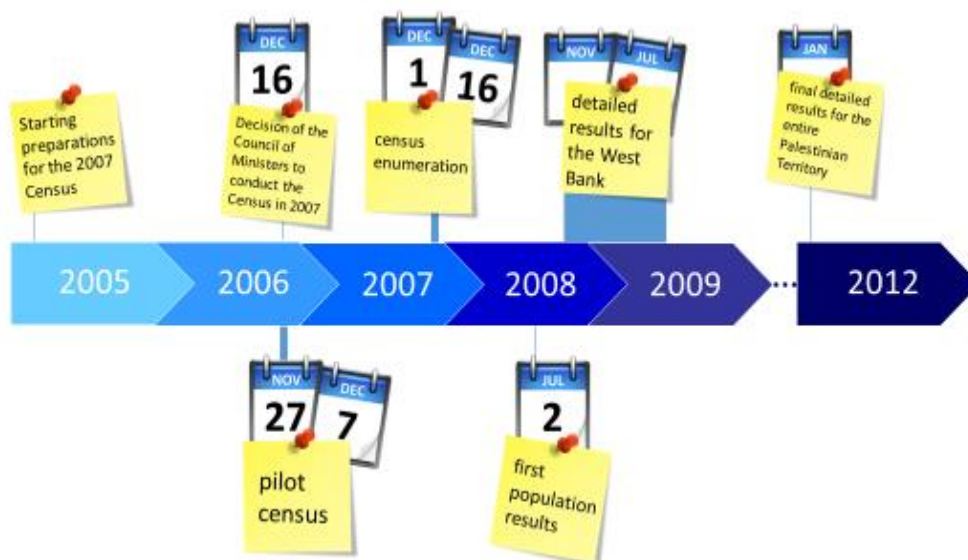 DEC
16
DEC
1
DEC
16
NOV
JUL
JAN
Starting
preparations
for the 2007
Census
Decision of the
Council of
Ministers to
conduct the
Census in 2007
census
enumeration
detailed
results for
the West
Bank
final detailed
results for the
entire
Palestinian
Territory
2005
2006
2007
2008
2009
2012
NOV
27
DEC
7
JUL
2
pilot
census
first
population
results